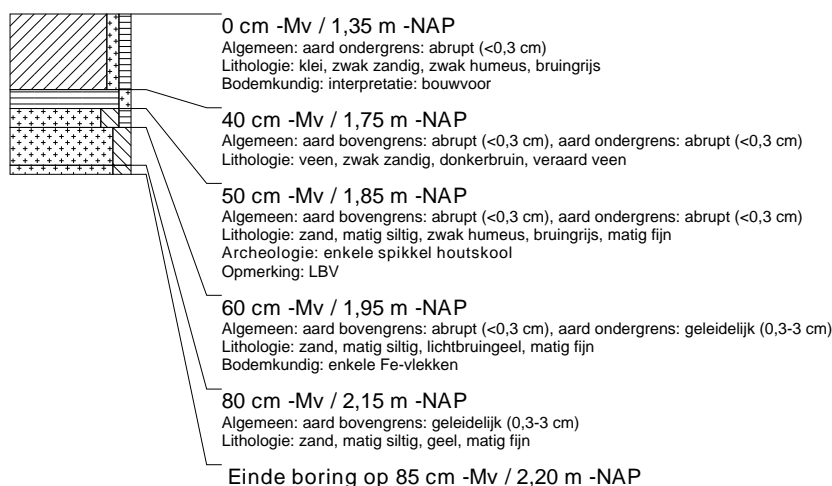 0 cm -Mv / 1,35 m -NAP
Algemeen: aard ondergrens: abrupt (<0,3 cm)
Lithologie: klei, zwak zandig, zwak humeus, bruingrijs
Bodemkundig: interpretatie: bouwvoor
40 cm -Mv / 1,75 m -NAP
Algemeen: aard bovengrens: abrupt (<0,3 cm), aard ondergrens: abrupt (<0,3 cm)
Lithologie: veen, zwak zandig, donkerbruin, veraard veen
50 cm -Mv / 1,85 m -NAP
Algemeen: aard bovengrens: abrupt (<0,3 cm), aard ondergrens: abrupt (<0,3 cm)
Lithologie: zand, matig siltig, zwak humeus, bruingrijs, matig fijn
Archeologie: enkele spikkel houtskool
Opmerking: LBV
60 cm -Mv / 1,95 m -NAP
Algemeen: aard bovengrens: abrupt (<0,3 cm), aard ondergrens: geleidelijk (0,3-3 cm)
Lithologie: zand, matig siltig, lichtbruingeel, matig fijn
Bodemkundig: enkele Fe-vlekken
80 cm -Mv / 2,15 m -NAP
Algemeen: aard bovengrens: geleidelijk (0,3-3 cm)
Lithologie: zand, matig siltig, geel, matig fijn
Einde boring op 85 cm -Mv / 2,20 m -NAP